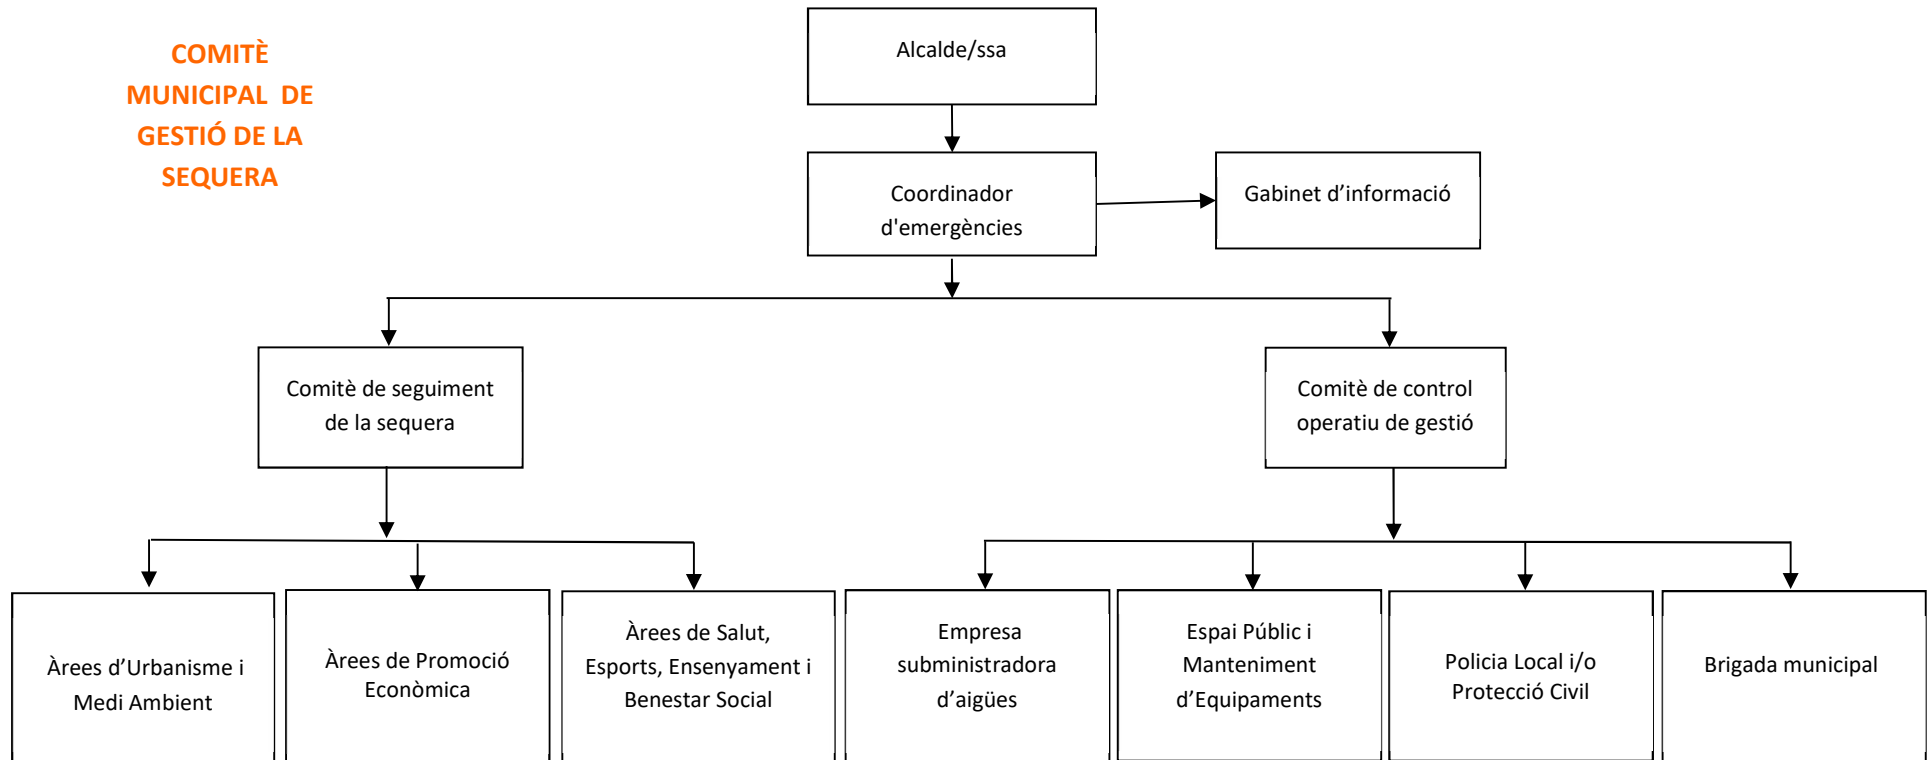 COMITÈ
MUNICIPAL DE
GESTIÓ DE LA
SEQUERA
Alcalde/ssa
Coordinador
d'emergències
Gabinet d’informació
Comitè de seguiment
de la sequera
Comitè de control
operatiu de gestió
Àrees d’Urbanisme i
Medi Ambient
Àrees de Promoció
Econòmica
Àrees de Salut,
Esports, Ensenyament i
Benestar Social
Empresa
subministradora
d’aigües
Espai Públic i
Manteniment
d’Equipaments
Policia Local i/o
Protecció Civil
Brigada municipal